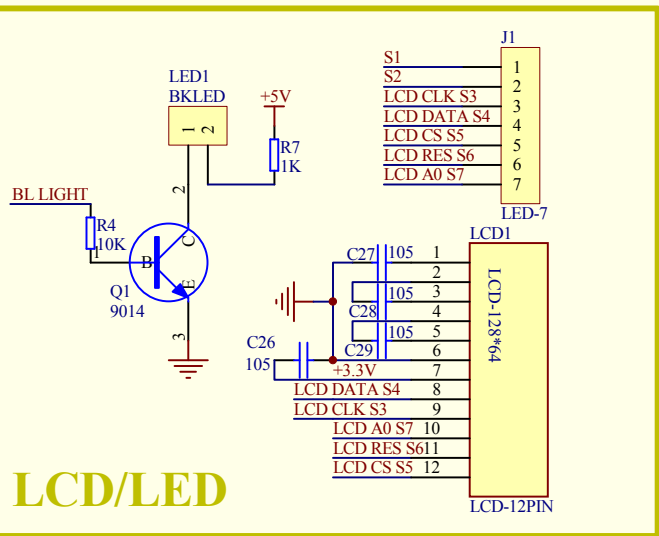 LED1
BKLED
1 2
+5V
R7
1K
2
BL LIGHT
R4
10K
1
B
C
E
Q1
9014
3
J1
S1 1
S2 2
LCD CLK S3 3
LCD DATA S4 4
LCD CS S5 5
LCD RES S6 6
LCD A0 S7 7
LED-7
LCD1
C27 105 1
2
105 3
C28 4
105 5
C29 6
C26
105
+3.3V 7
LCD DATA S4 8
LCD CLK S3 9
LCD A0 S7 10
LCD RES S6 11
LCD CS S5 12
LCD-128*64
LCD-12PIN
LCD/LED